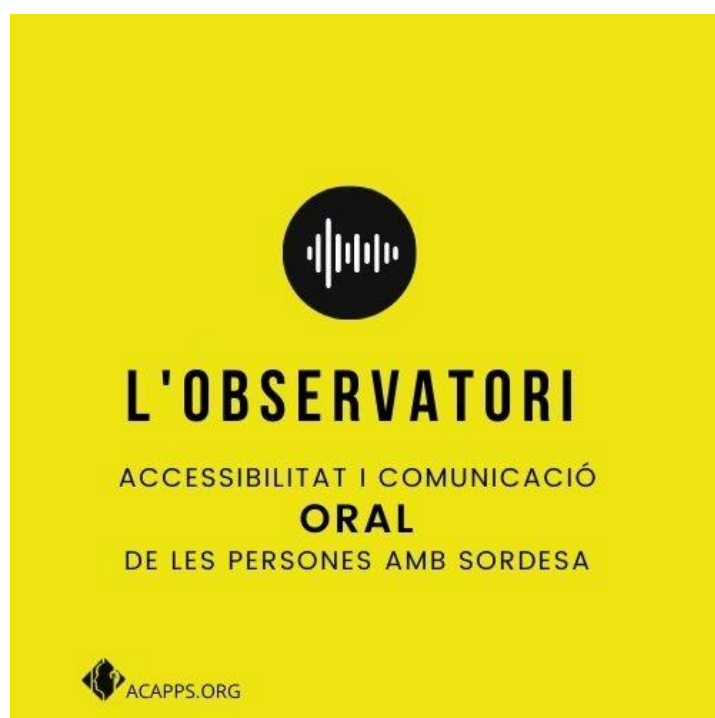 L'OBSERVATORI
ACCESSIBILITAT I COMUNICACIÓ
ORAL
DE LES PERSONES AMB SORDESA
ACAPPS.ORG